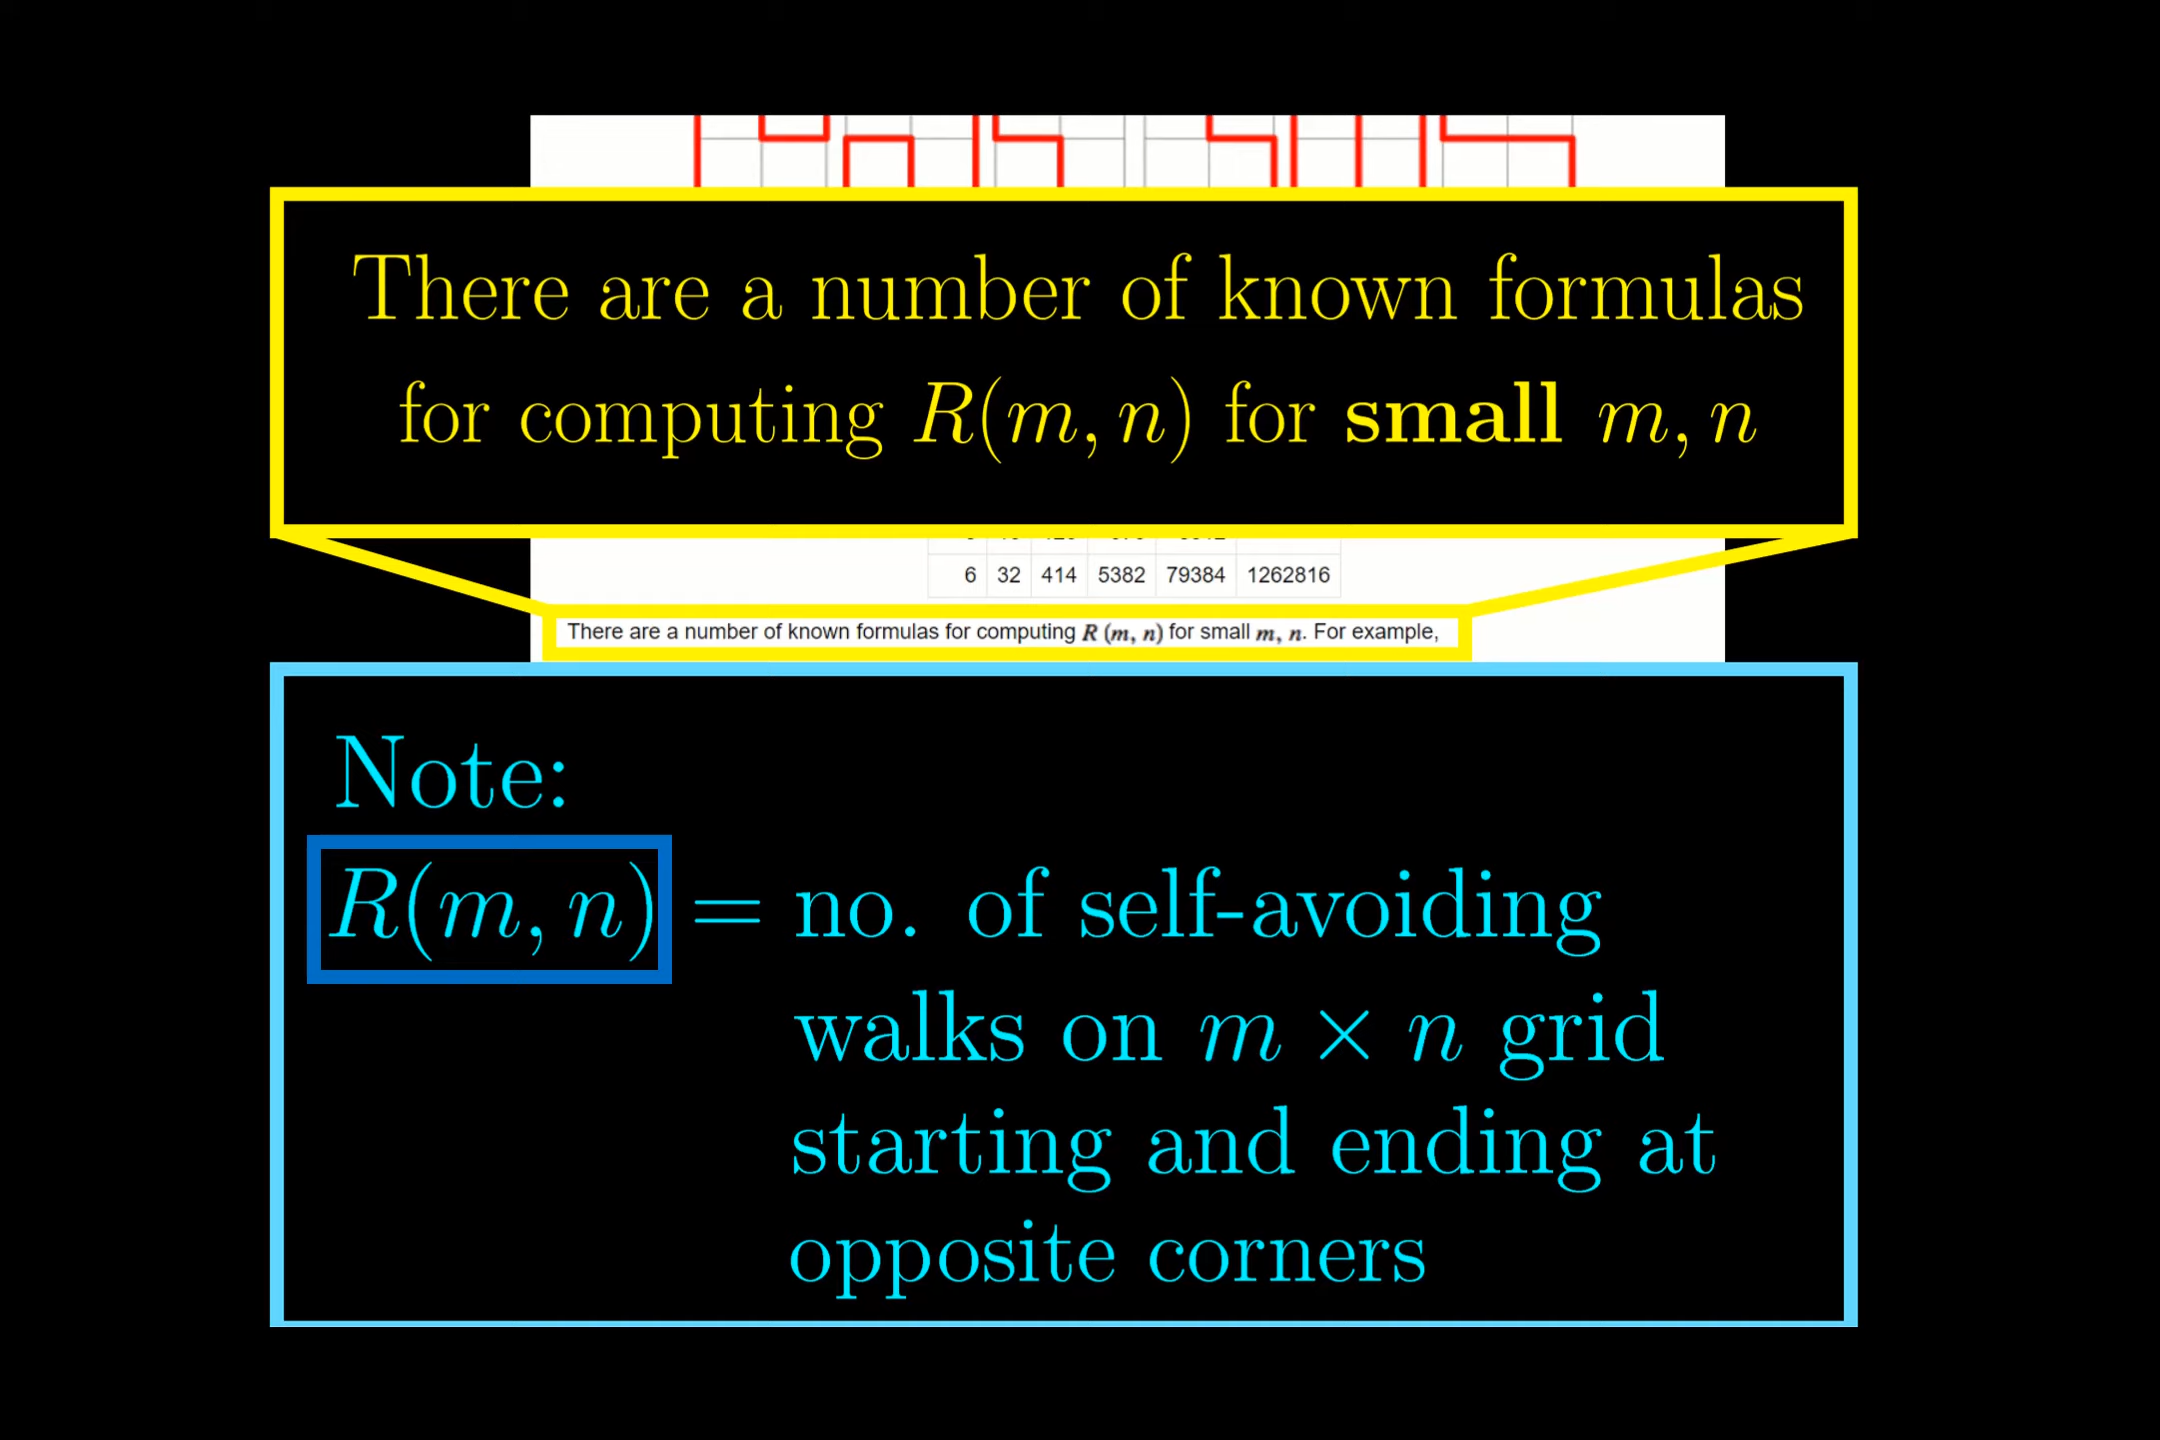 There are a number of known formulas
for computing R(m, n) for small m, n
6 32 414 5382 79384 1262816
There are a number of known formulas for computing R (m, n) for small m, n. For example,
Note:
R(m, n) = no. of self-avoiding
walks on m × n grid
starting and ending at
opposite corners